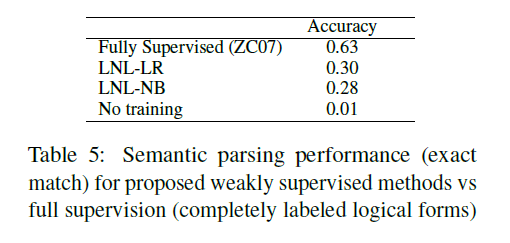 Accuracy
Fully Supervised (ZC07) 0.63
LNL-LR 0.30
LNL-NB 0.28
No training 0.01
Table 5: Semantic parsing performance (exact
match) for proposed weakly supervised methods vs
full supervision (completely labeled logical forms)